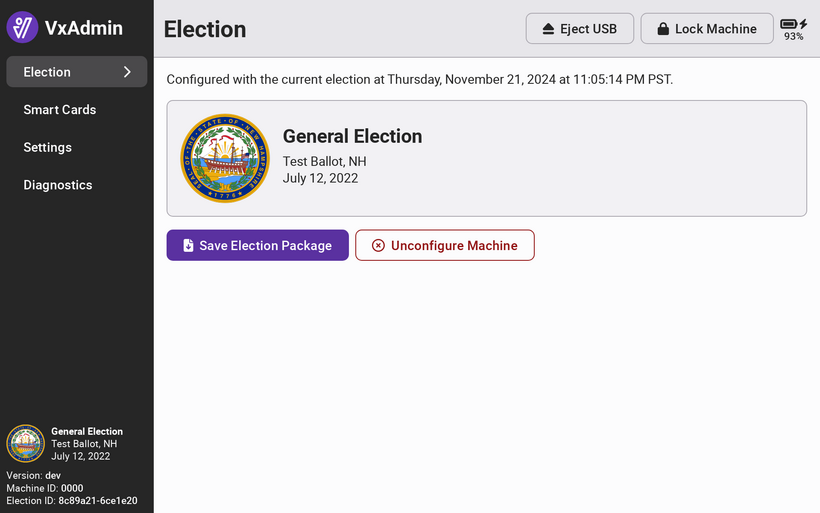 VxAdmin
Election
Smart Cards
Settings
Diagnostics
General Election
Test Ballot, NH
July 12, 2022
Version: dev
Machine ID: 0000
Election ID: 8c89a21-6ce1e20
Election
Eject USB
Lock Machine
93%
Configured with the current election at Thursday, November 21, 2024 at 11:05:14 PM PST.
SEAL · OF · THE · STATE · OF · NEW HAMPSHIRE
1776
General Election
Test Ballot, NH
July 12, 2022
Save Election Package
Unconfigure Machine